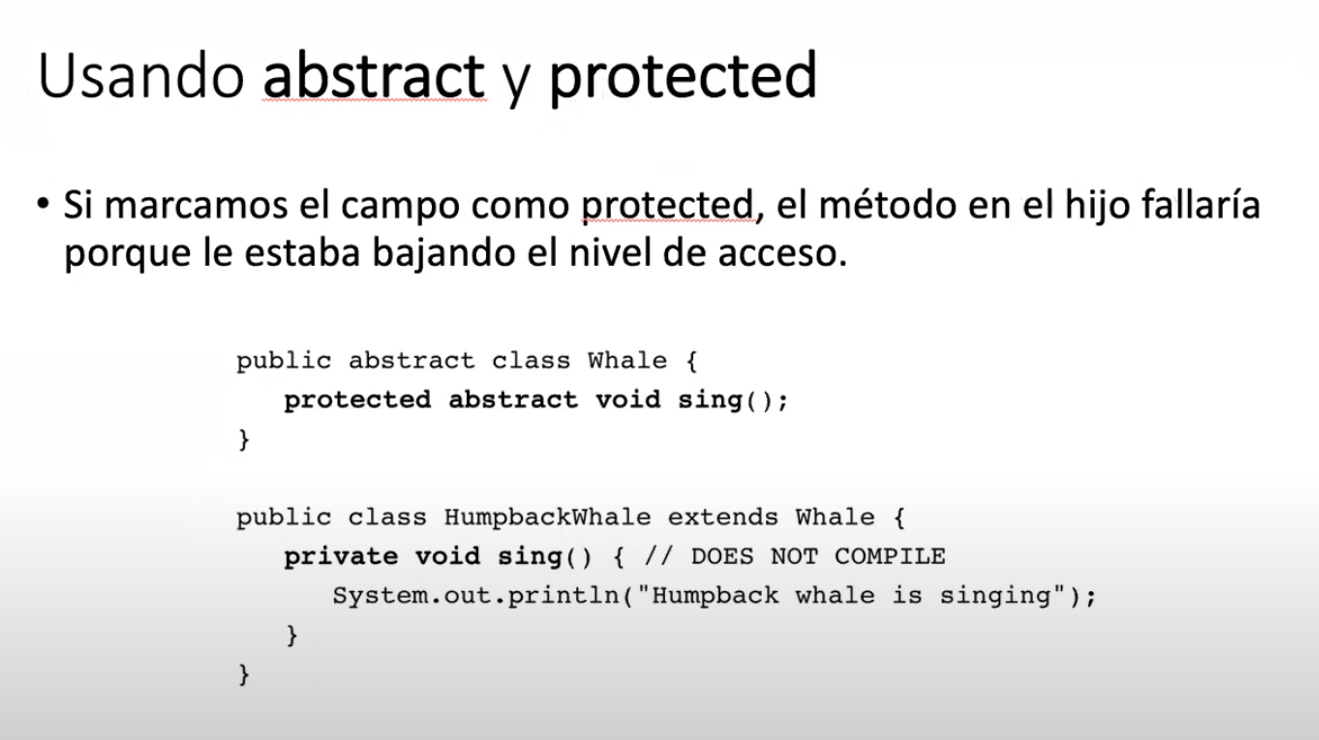 Usando abstract y protected
• Si marcamos el campo como protected, el método en el hijo fallaría
porque le estaba bajando el nivel de acceso.
public abstract class Whale {
protected abstract void sing();
}
public class HumpbackWhale extends Whale {
private void sing() { // DOES NOT COMPILE
System.out.println("Humpback whale is singing");
}
}